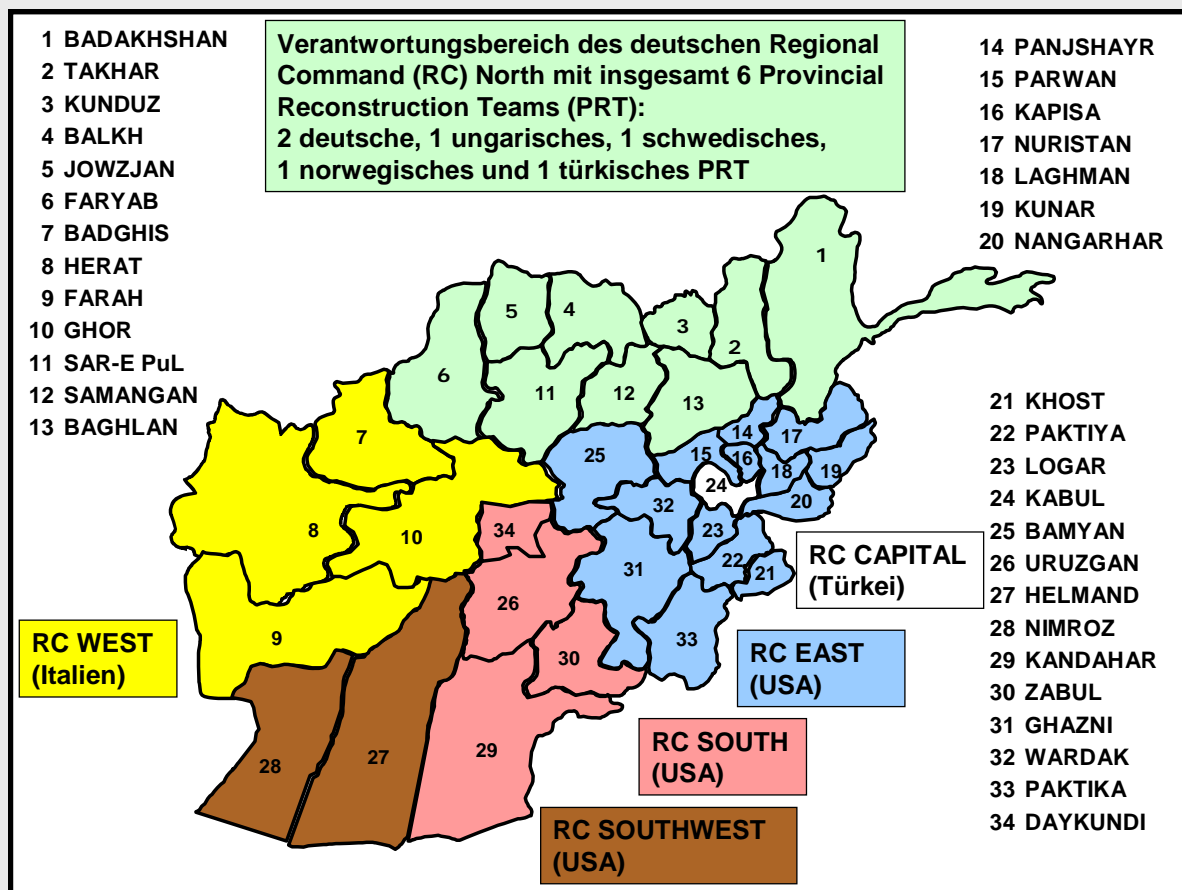 1 BADAKHSHAN
2 TAKHAR
3 KUNDUZ
4 BALKH
5 JOWZJAN
6 FARYAB
7 BADGHIS
8 HERAT
9 FARAH
10 GHOR
11 SAR-E PuL
12 SAMANGAN
13 BAGHLAN
Verantwortungsbereich des deutschen Regional
Command (RC) North mit insgesamt 6 Provincial
Reconstruction Teams (PRT):
2 deutsche, 1 ungarisches, 1 schwedisches,
1 norwegisches und 1 türkisches PRT
14 PANJSHAYR
15 PARWAN
16 KAPISA
17 NURISTAN
18 LAGHMAN
19 KUNAR
20 NANGARHAR
21 KHOST
22 PAKTIYA
23 LOGAR
24 KABUL
25 BAMYAN
26 URUZGAN
27 HELMAND
28 NIMROZ
29 KANDAHAR
30 ZABUL
31 GHAZNI
32 WARDAK
33 PAKTIKA
34 DAYKUNDI
1
5
4
3
2
6
11
12
13
7
25
15
14
16
17
18
19
20
24
8
10
34
32
23
22
21
31
26
9
30
33
28
27
29
RC CAPITAL
(Türkei)
RC WEST
(Italien)
RC EAST
(USA)
RC SOUTH
(USA)
RC SOUTHWEST
(USA)